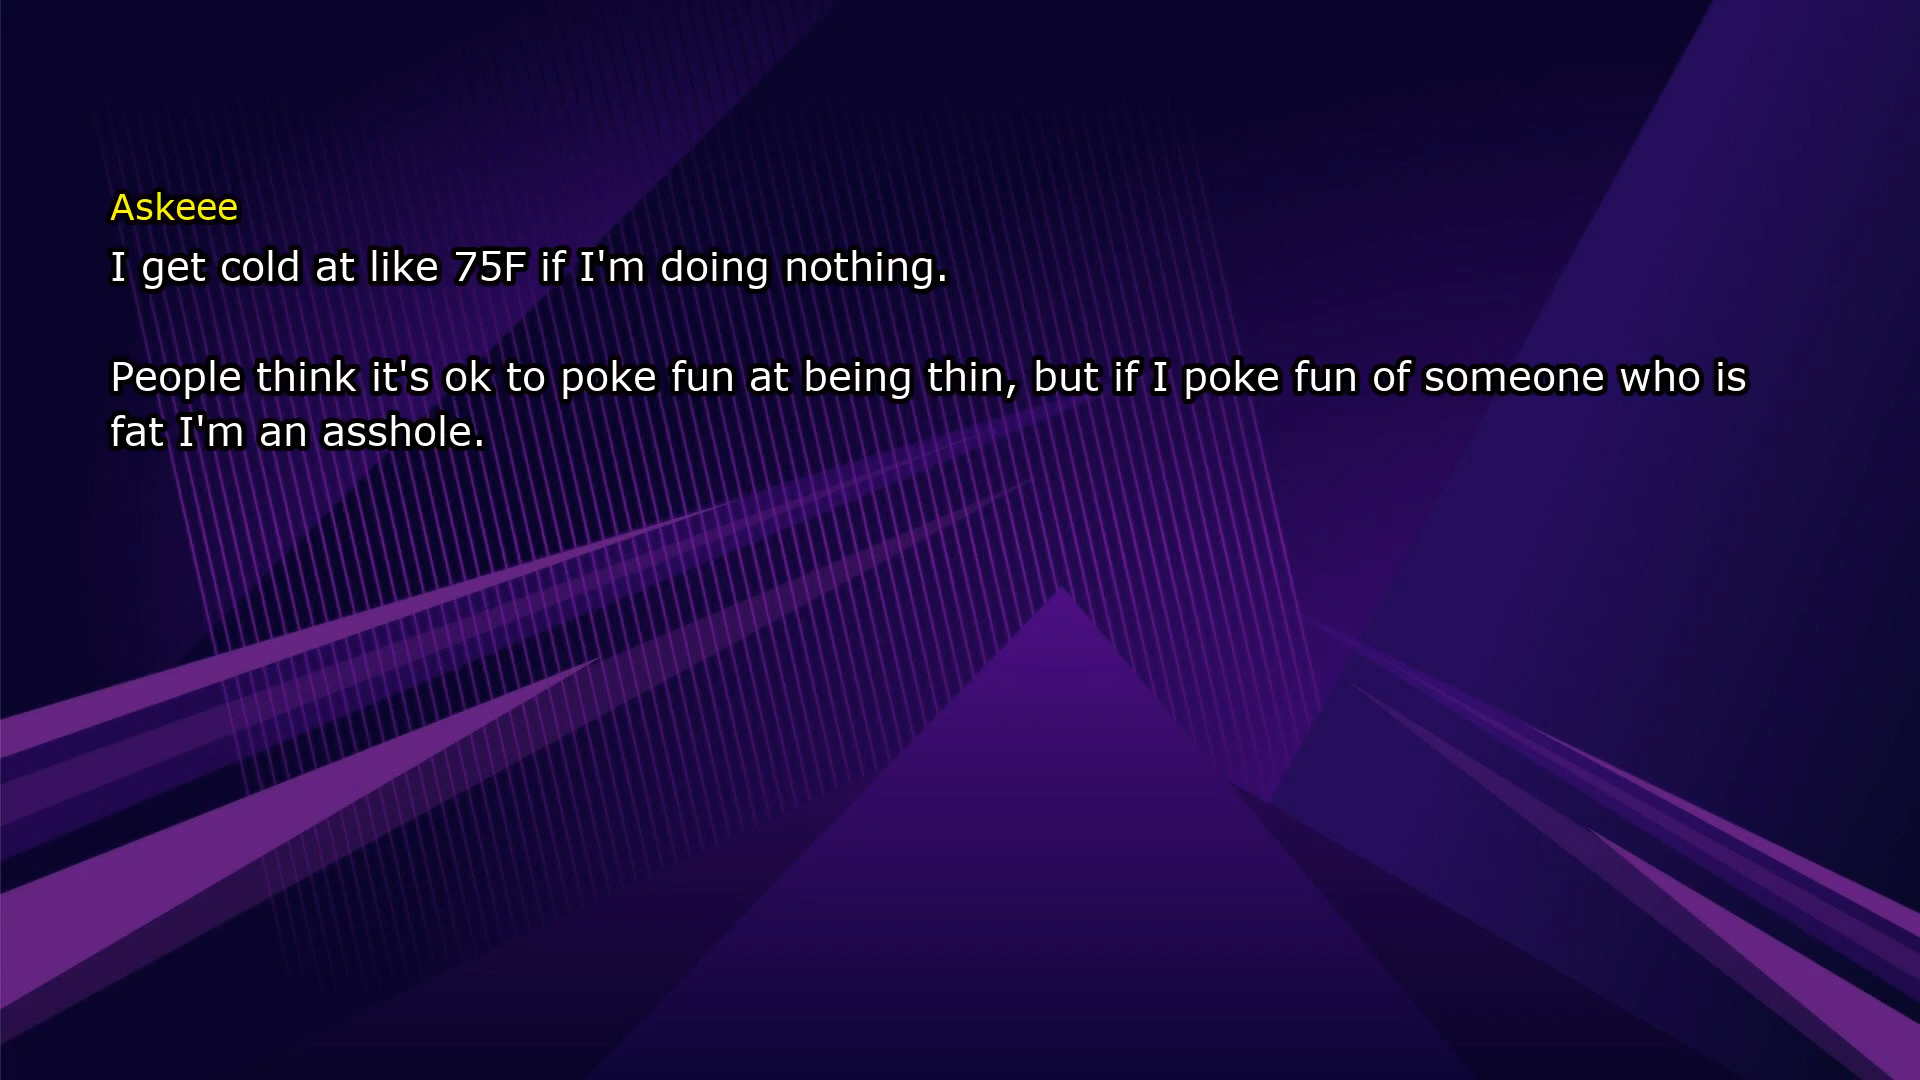 Askeee
I get cold at like 75F if I'm doing nothing.
People think it's ok to poke fun at being thin, but if I poke fun of someone who is
fat I'm an asshole.